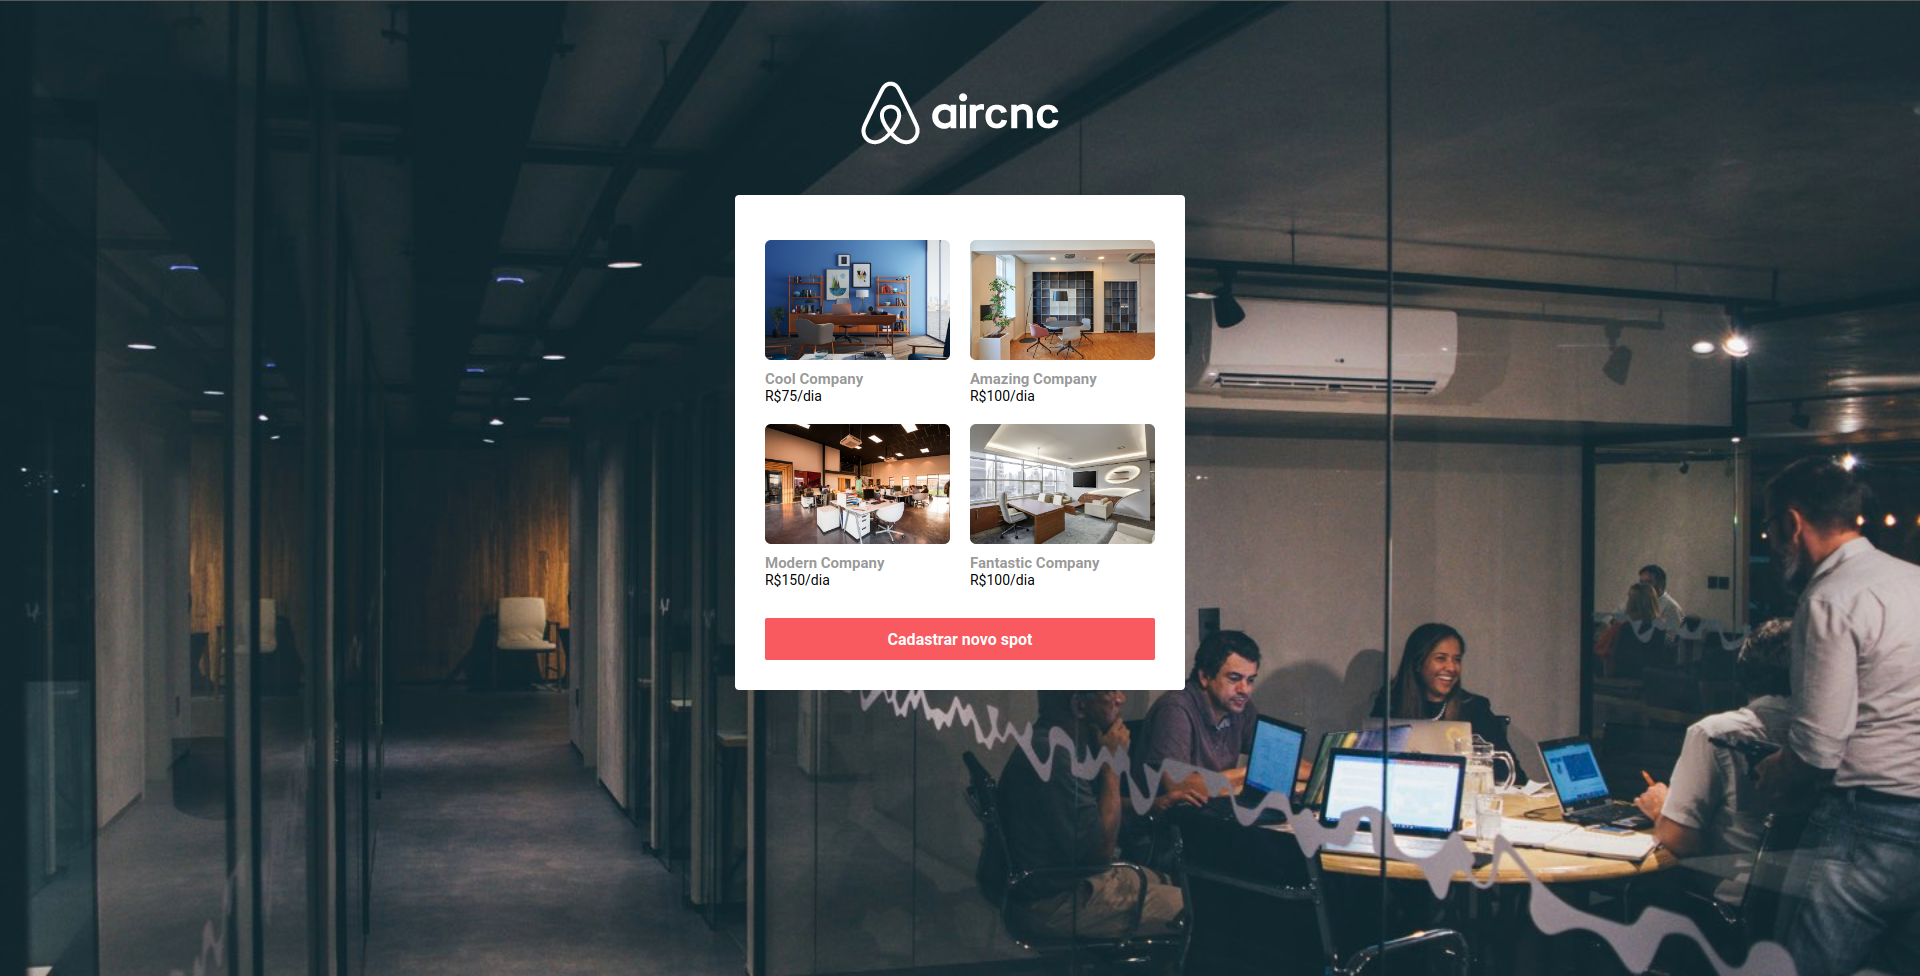 aircnc
Cool Company
R$75/dia
Amazing Company
R$100/dia
Modern Company
R$150/dia
Fantastic Company
R$100/dia
Cadastrar novo spot